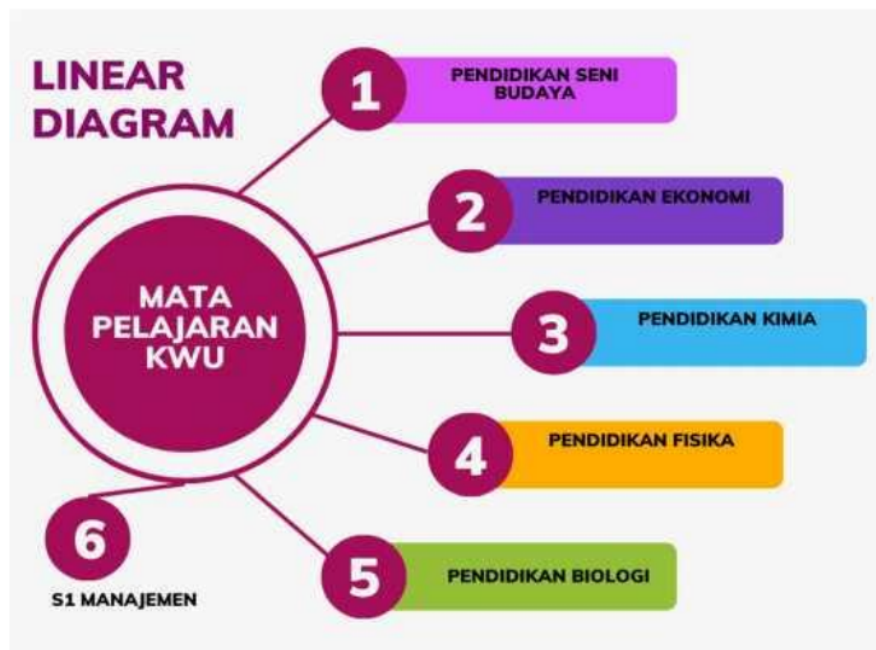 LINEAR
DIAGRAM
MATA
PELAJARAN
KWU
1
PENDIDIKAN SENI
BUDAYA
2
PENDIDIKAN EKONOMI
3
PENDIDIKAN KIMIA
4
PENDIDIKAN FISIKA
5
PENDIDIKAN BIOLOGI
6
S1 MANAJEMEN